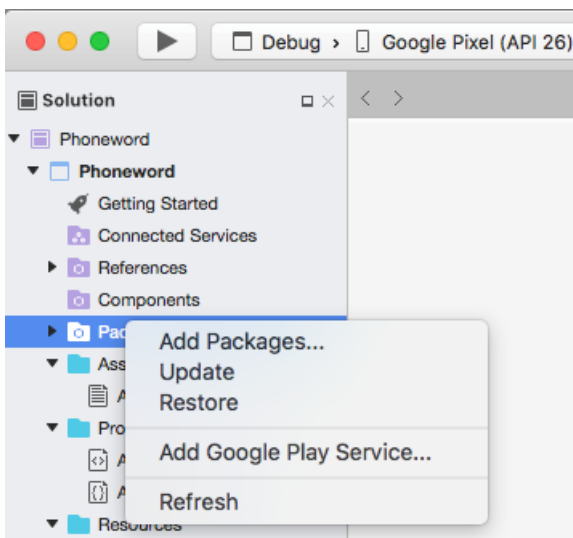 Debug › Google Pixel (API 26)
Solution
Phoneword
Phoneword
Getting Started
Connected Services
References
Components
Add Packages...
Update
Restore
Add Google Play Service...
Refresh
Resources